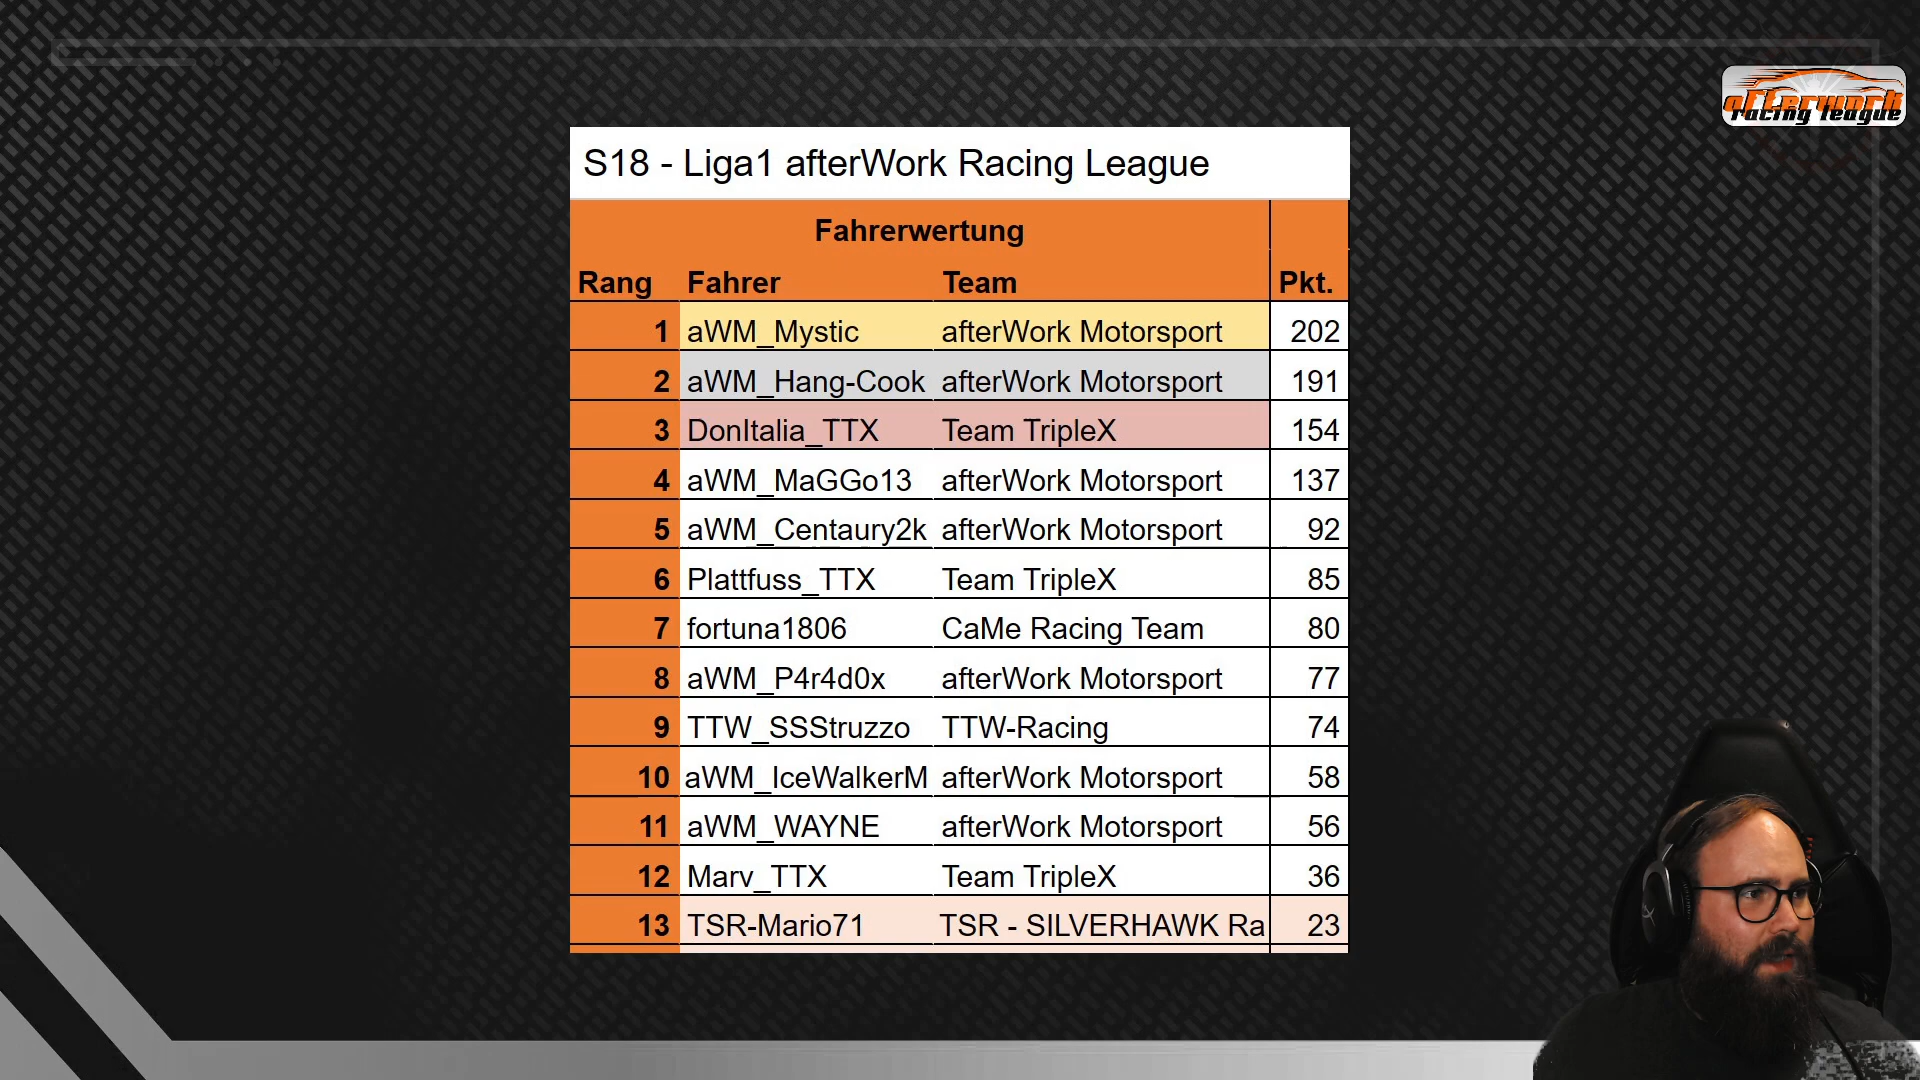 afterwork
racing league
S18 - Liga1 afterWork Racing League
Fahrerwertung
Rang Fahrer Team Pkt.
1 aWM_Mystic afterWork Motorsport 202
2 aWM_Hang-Cook afterWork Motorsport 191
3 DonItalia_TTX Team TripleX 154
4 aWM_MaGGo13 afterWork Motorsport 137
5 aWM_Centaury2k afterWork Motorsport 92
6 Plattfuss_TTX Team TripleX 85
7 fortuna1806 CaMe Racing Team 80
8 aWM_P4r4d0x afterWork Motorsport 77
9 TTW_SSStruzzo TTW-Racing 74
10 aWM_IceWalkerM afterWork Motorsport 58
11 aWM_WAYNE afterWork Motorsport 56
12 Marv_TTX Team TripleX 36
13 TSR-Mario71 TSR - SILVERHAWK Ra 23